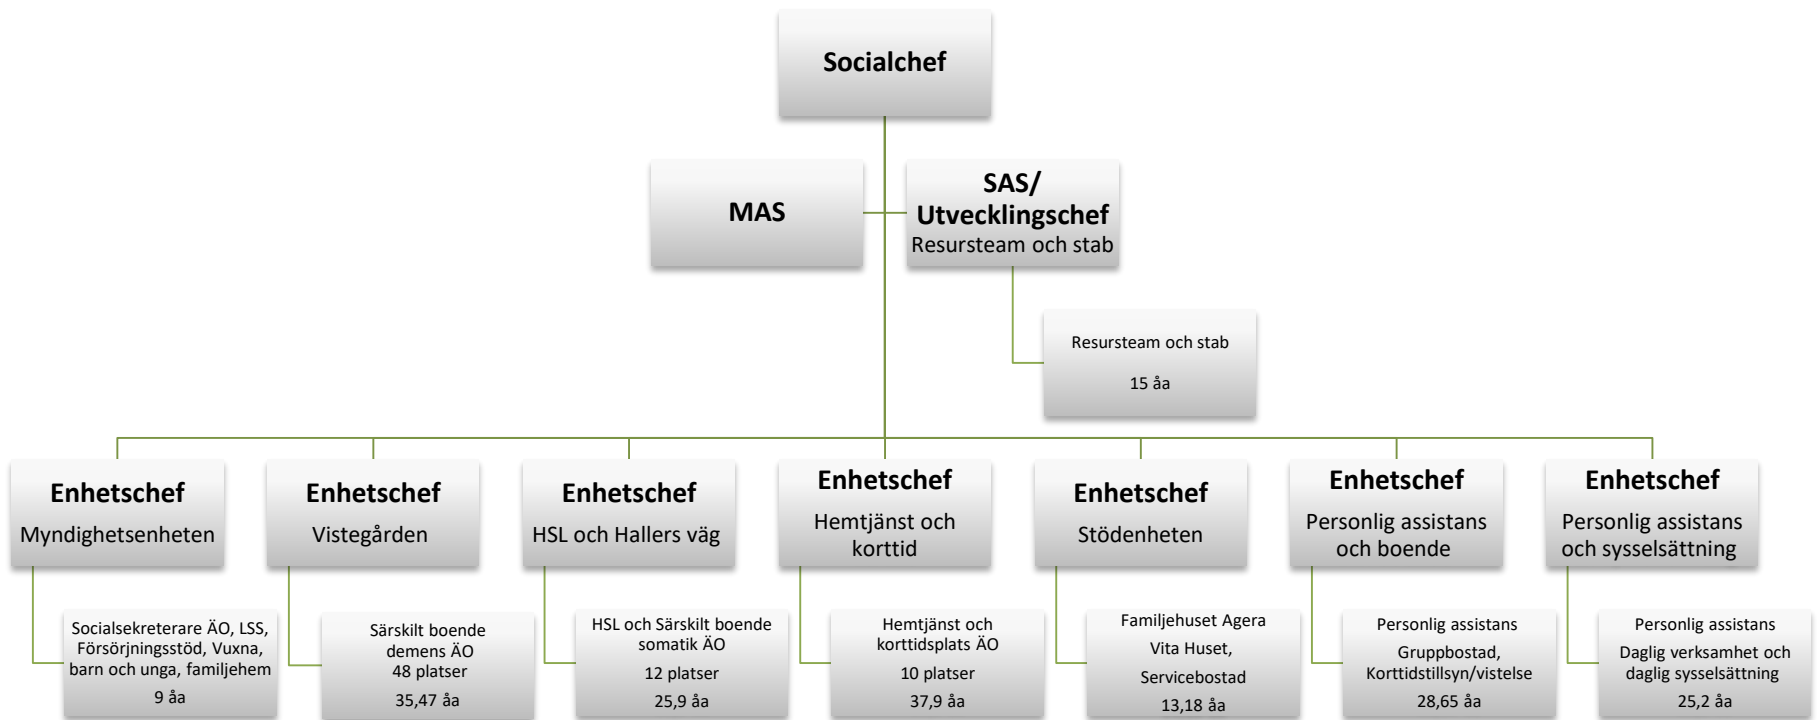 Socialchef
MAS
SAS/
Utvecklingschef
Resursteam och stab
Resursteam och stab
15 åa
Enhetschef
Myndighetsenheten
Enhetschef
Vistegården
Enhetschef
HSL och Hallers väg
Enhetschef
Hemtjänst och
korttid
Enhetschef
Stödenheten
Enhetschef
Personlig assistans
och boende
Enhetschef
Personlig assistans
och sysselsättning
Socialsekreterare ÄO, LSS,
Försörjningsstöd, Vuxna,
barn och unga, familjehem
9 åa
Särskilt boende
demens ÄO
48 platser
35,47 åa
HSL och Särskilt boende
somatik ÄO
12 platser
25,9 åa
Hemtjänst och
korttidsplats ÄO
10 platser
37,9 åa
Familjehuset Agera
Vita Huset,
Servicebostad
13,18 åa
Personlig assistans
Gruppbostad,
Korttidstillsyn/vistelse
28,65 åa
Personlig assistans
Daglig verksamhet och
daglig sysselsättning
25,2 åa